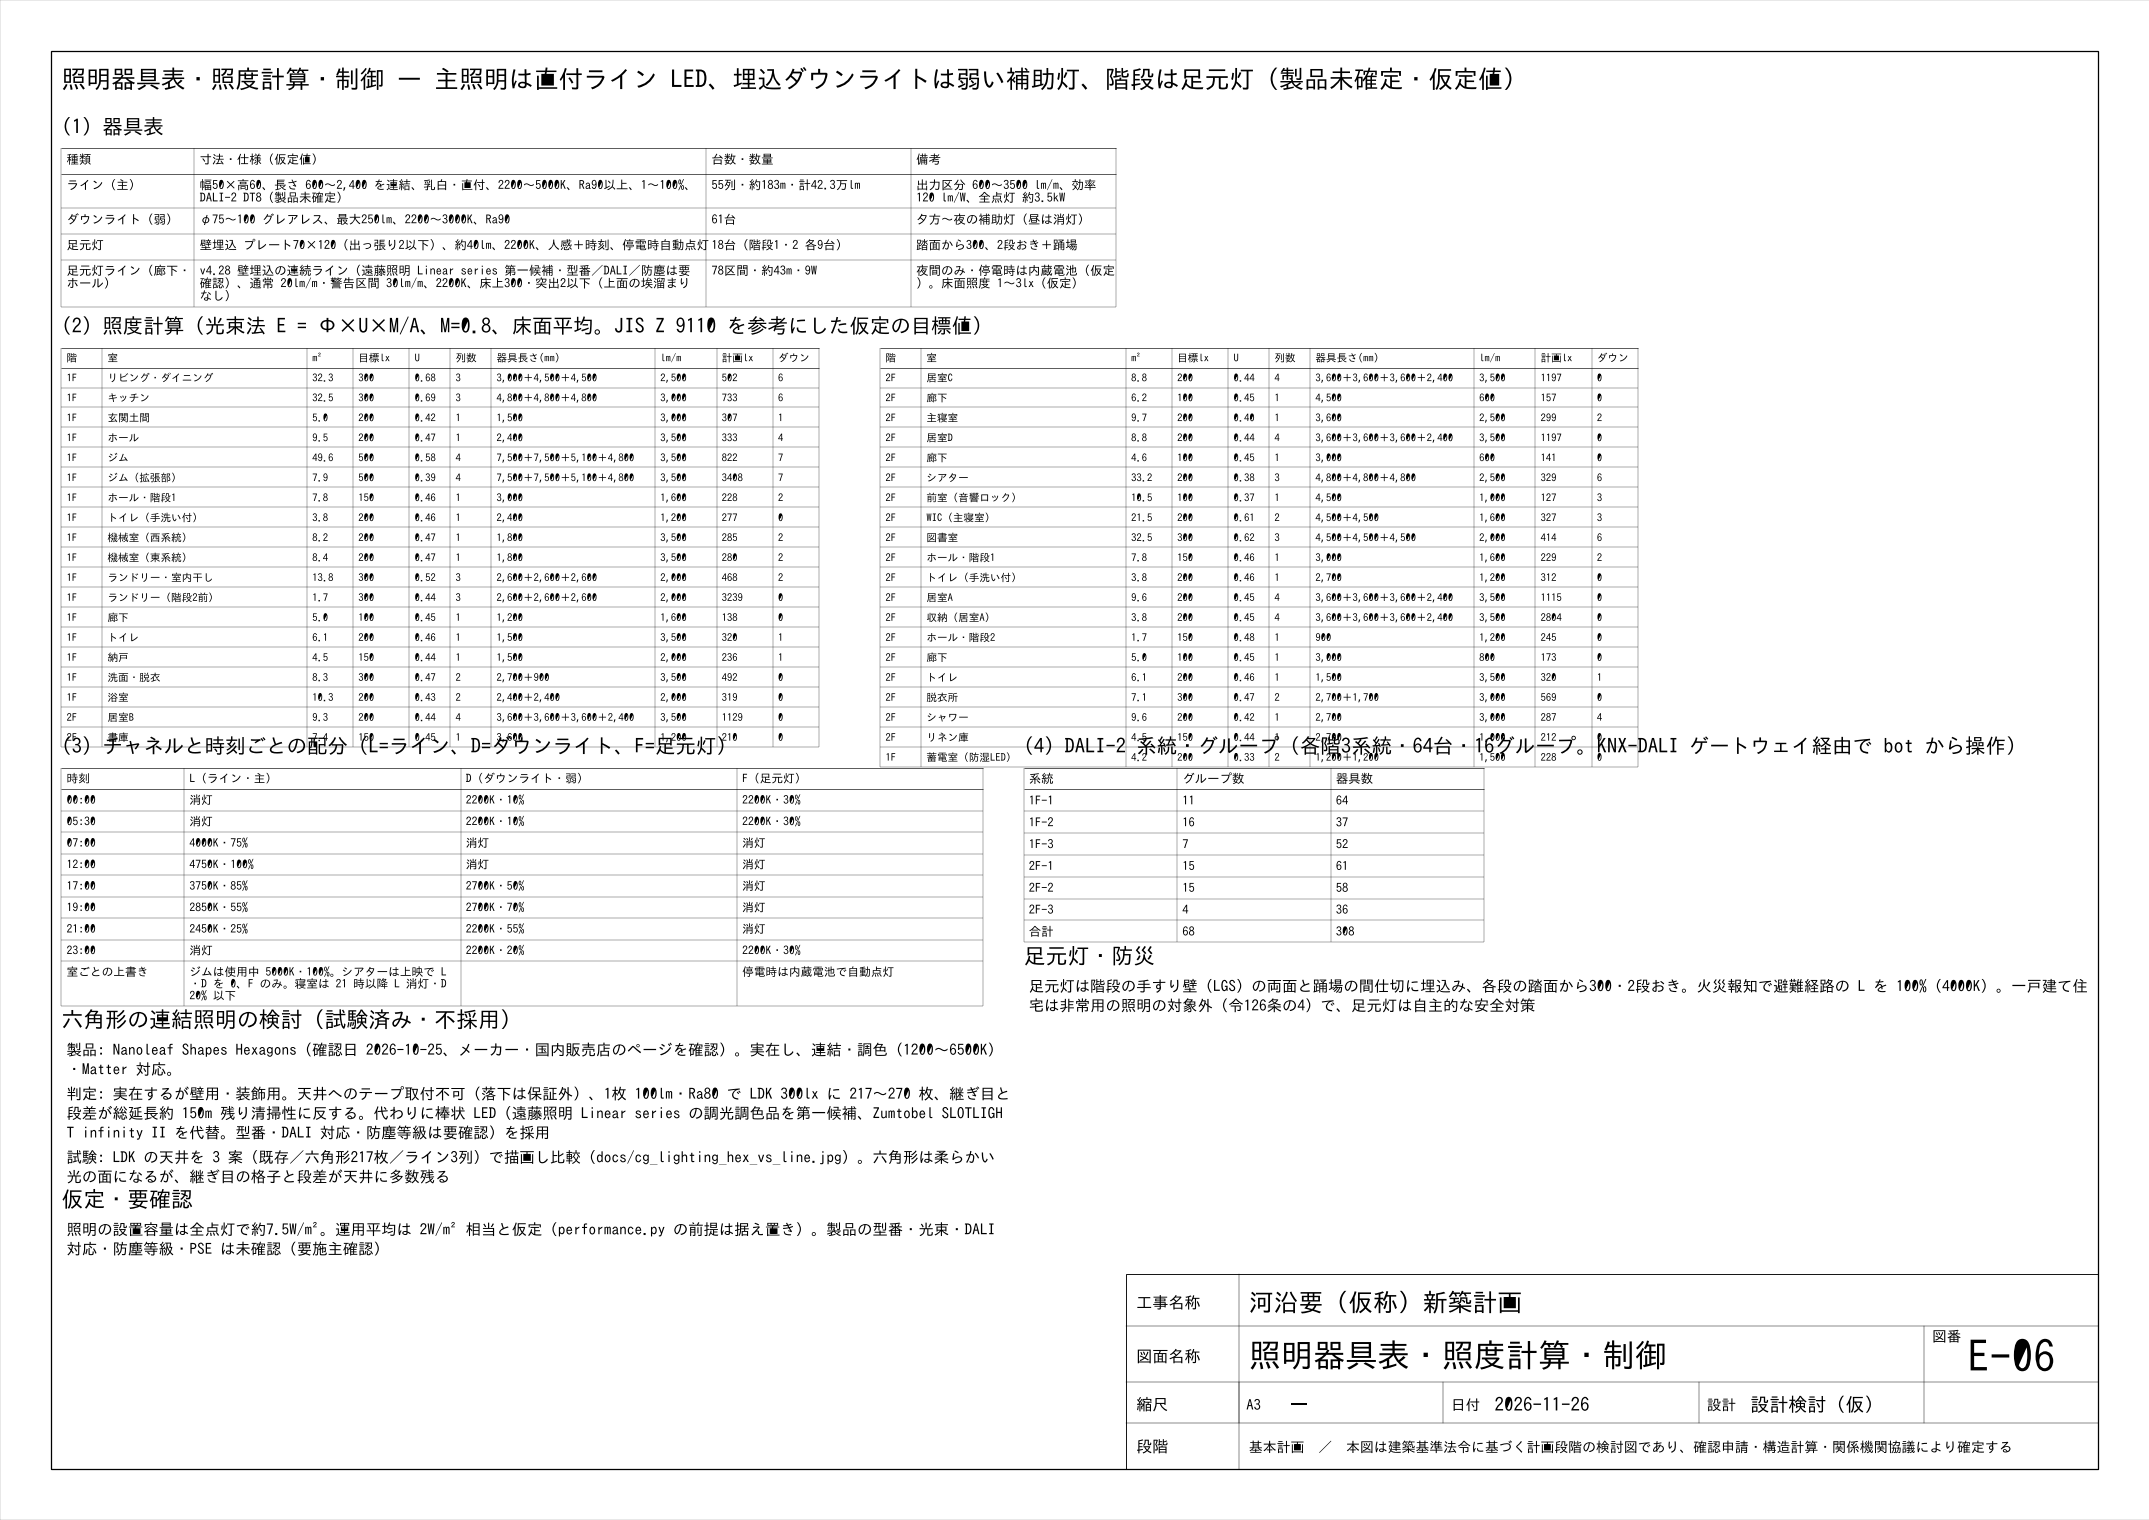 照明器具表・照度計算・制御 — 主照明は直付ライン LED、埋込ダウンライトは弱い補助灯、階段は足元灯（製品未確定・仮定値）
(1) 器具表
種類 寸法・仕様（仮定値） 台数・数量 備考
ライン（主） 幅50×高60、長さ 600〜2,400 を連結、乳白・直付、2200〜5000K、Ra90以上、1〜100%、 55列・約183m・計42.3万lm 出力区分 600〜3500 lm/m、効率
DALI-2 DT8（製品未確定） 120 lm/W、全点灯 約3.5kW
ダウンライト（弱） φ75〜100 グレアレス、最大250lm、2200〜3000K、Ra90 61台 夕方〜夜の補助灯（昼は消灯）
足元灯 壁埋込 プレート70×120（出っ張り2以下）、約40lm、2200K、人感＋時刻、停電時自動点灯 18台（階段1・2 各9台） 踏面から300、2段おき＋踊場
足元灯ライン（廊下・ v4.28 壁埋込の連続ライン（遠藤照明 Linear series 第一候補・型番／DALI／防塵は要 78区間・約43m・9W 夜間のみ・停電時は内蔵電池（仮定
ホール） 確認）、通常 20lm/m・警告区間 30lm/m、2200K、床上300・突出2以下（上面の埃溜まり ）。床面照度 1〜3lx（仮定）
なし）
(2) 照度計算（光束法 E = Φ×U×M/A、M=0.8、床面平均。JIS Z 9110 を参考にした仮定の目標値）
階 室 m² 目標lx U 列数 器具長さ(mm) lm/m 計画lx ダウン
1F リビング・ダイニング 32.3 300 0.68 3 3,000+4,500+4,500 2,500 502 6
1F キッチン 32.5 300 0.69 3 4,800+4,800+4,800 3,000 733 6
1F 玄関土間 5.0 200 0.42 1 1,500 3,000 307 1
1F ホール 9.5 200 0.47 1 2,400 3,500 333 4
1F ジム 49.6 500 0.58 4 7,500+7,500+5,100+4,800 3,500 822 7
1F ジム（拡張部） 7.9 500 0.39 4 7,500+7,500+5,100+4,800 3,500 3408 7
1F ホール・階段1 7.8 150 0.46 1 3,000 1,600 228 2
1F トイレ（手洗い付） 3.8 200 0.46 1 2,400 1,200 277 0
1F 機械室（西系統） 8.2 200 0.47 1 1,800 3,500 285 2
1F 機械室（東系統） 8.4 200 0.47 1 1,800 3,500 280 2
1F ランドリー・室内干し 13.8 300 0.52 3 2,600+2,600+2,600 2,000 468 2
1F ランドリー（階段2前） 1.7 300 0.44 3 2,600+2,600+2,600 2,000 3239 0
1F 廊下 5.0 100 0.45 1 1,200 1,600 138 0
1F トイレ 6.1 200 0.46 1 1,500 3,500 320 1
1F 納戸 4.5 150 0.44 1 1,500 2,000 236 1
1F 洗面・脱衣 8.3 300 0.47 2 2,700+900 3,500 492 0
1F 浴室 10.3 200 0.43 2 2,400+2,400 2,000 319 0
2F 居室B 9.3 200 0.44 4 3,600+3,600+3,600+2,400 3,500 1129 0
2F 書庫 7.4 150 0.45 1 3,600 1,200 210 0
階 室 m² 目標lx U 列数 器具長さ(mm) lm/m 計画lx ダウン
2F 居室C 8.8 200 0.44 4 3,600+3,600+3,600+2,400 3,500 1197 0
2F 廊下 6.2 100 0.45 1 4,500 600 157 0
2F 主寝室 9.7 200 0.40 1 3,600 2,500 299 2
2F 居室D 8.8 200 0.44 4 3,600+3,600+3,600+2,400 3,500 1197 0
2F 廊下 4.6 100 0.45 1 3,000 600 141 0
2F シアター 33.2 200 0.38 3 4,800+4,800+4,800 2,500 329 6
2F 前室（音響ロック） 10.5 100 0.37 1 4,500 1,000 127 3
2F WIC（主寝室） 21.5 200 0.61 2 4,500+4,500 1,600 327 3
2F 図書室 32.5 300 0.62 3 4,500+4,500+4,500 2,000 414 6
2F ホール・階段1 7.8 150 0.46 1 3,000 1,600 229 2
2F トイレ（手洗い付） 3.8 200 0.46 1 2,700 1,200 312 0
2F 居室A 9.6 200 0.45 4 3,600+3,600+3,600+2,400 3,500 1115 0
2F 収納（居室A） 3.8 200 0.45 4 3,600+3,600+3,600+2,400 3,500 2804 0
2F ホール・階段2 1.7 150 0.48 1 900 1,200 245 0
2F 廊下 5.0 100 0.45 1 3,000 800 173 0
2F トイレ 6.1 200 0.46 1 1,500 3,500 320 1
2F 脱衣所 7.1 300 0.47 2 2,700+1,700 3,000 569 0
2F シャワー 9.6 200 0.42 1 2,700 3,000 287 4
2F リネン庫 4.5 150 0.44 1 212 0
1F 蓄電室（防湿LED） 4.2 200 0.33 2 1,200+1,200 1,500 228 0
(3) チャネルと時刻ごとの配分（L=ライン、D=ダウンライト、F=足元灯）
時刻 L（ライン・主） D（ダウンライト・弱） F（足元灯）
00:00 消灯 2200K・10% 2200K・30%
05:30 消灯 2200K・10% 2200K・30%
07:00 4000K・75% 消灯 消灯
12:00 4750K・100% 消灯 消灯
17:00 3750K・85% 2700K・50% 消灯
19:00 2850K・55% 2700K・70% 消灯
21:00 2450K・25% 2200K・55% 消灯
23:00 消灯 2200K・20% 2200K・30%
室ごとの上書き ジムは使用中 5000K・100%。シアターは上映で L 停電時は内蔵電池で自動点灯
・D を 0、F のみ。寝室は 21 時以降 L 消灯・D
20% 以下
(4) DALI-2 系統・グループ（各階3系統・64台・16グループ。KNX-DALI ゲートウェイ経由で bot から操作）
系統 グループ数 器具数
1F-1 11 64
1F-2 16 37
1F-3 7 52
2F-1 15 61
2F-2 15 58
2F-3 4 36
合計 68 308
足元灯・防災
足元灯は階段の手すり壁（LGS）の両面と踊場の間仕切に埋込み、各段の踏面から300・2段おき。火災報知で避難経路の L を 100%（4000K）。一戸建て住
宅は非常用の照明の対象外（令126条の4）で、足元灯は自主的な安全対策
六角形の連結照明の検討（試験済み・不採用）
製品: Nanoleaf Shapes Hexagons（確認日 2026-10-25、メーカー・国内販売店のページを確認）。実在し、連結・調色（1200〜6500K）
・Matter 対応。
判定: 実在するが壁用・装飾用。天井へのテープ取付不可（落下は保証外）、1枚 100lm・Ra80 で LDK 300lx に 217〜270 枚、継ぎ目と
段差が総延長約 150m 残り清掃性に反する。代わりに棒状 LED（遠藤照明 Linear series の調光調色品を第一候補、Zumtobel SLOTLIGH
T infinity II を代替。型番・DALI 対応・防塵等級は要確認）を採用
試験: LDK の天井を 3 案（既存／六角形217枚／ライン3列）で描画し比較（docs/cg_lighting_hex_vs_line.jpg）。六角形は柔らかい
光の面になるが、継ぎ目の格子と段差が天井に多数残る
仮定・要確認
照明の設置容量は全点灯で約7.5W/m²。運用平均は 2W/m² 相当と仮定（performance.py の前提は据え置き）。製品の型番・光束・DALI
対応・防塵等級・PSE は未確認（要施主確認）
工事名称 河沿要（仮称）新築計画
図面名称 照明器具表・照度計算・制御 図番 E-06
縮尺 A3 — 日付 2026-11-26 設計 設計検討（仮）
段階 基本計画 ／ 本図は建築基準法令に基づく計画段階の検討図であり、確認申請・構造計算・関係機関協議により確定する